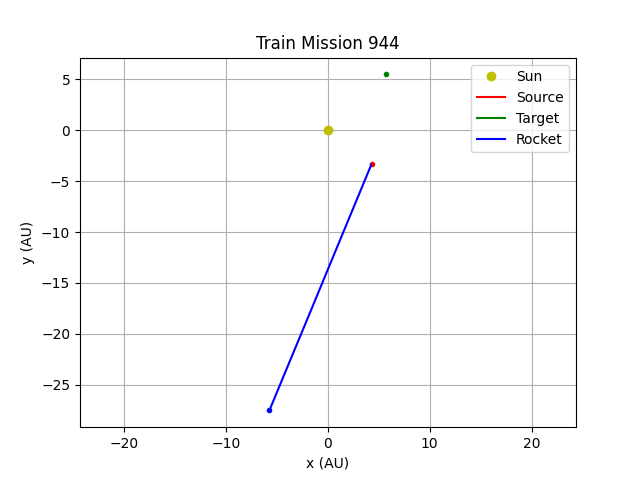 Train Mission 944
Sun
Source
Target
Rocket
5
0
−5
−10
−15
−20
−25
y (AU)
−20
−10
0
10
20
x (AU)